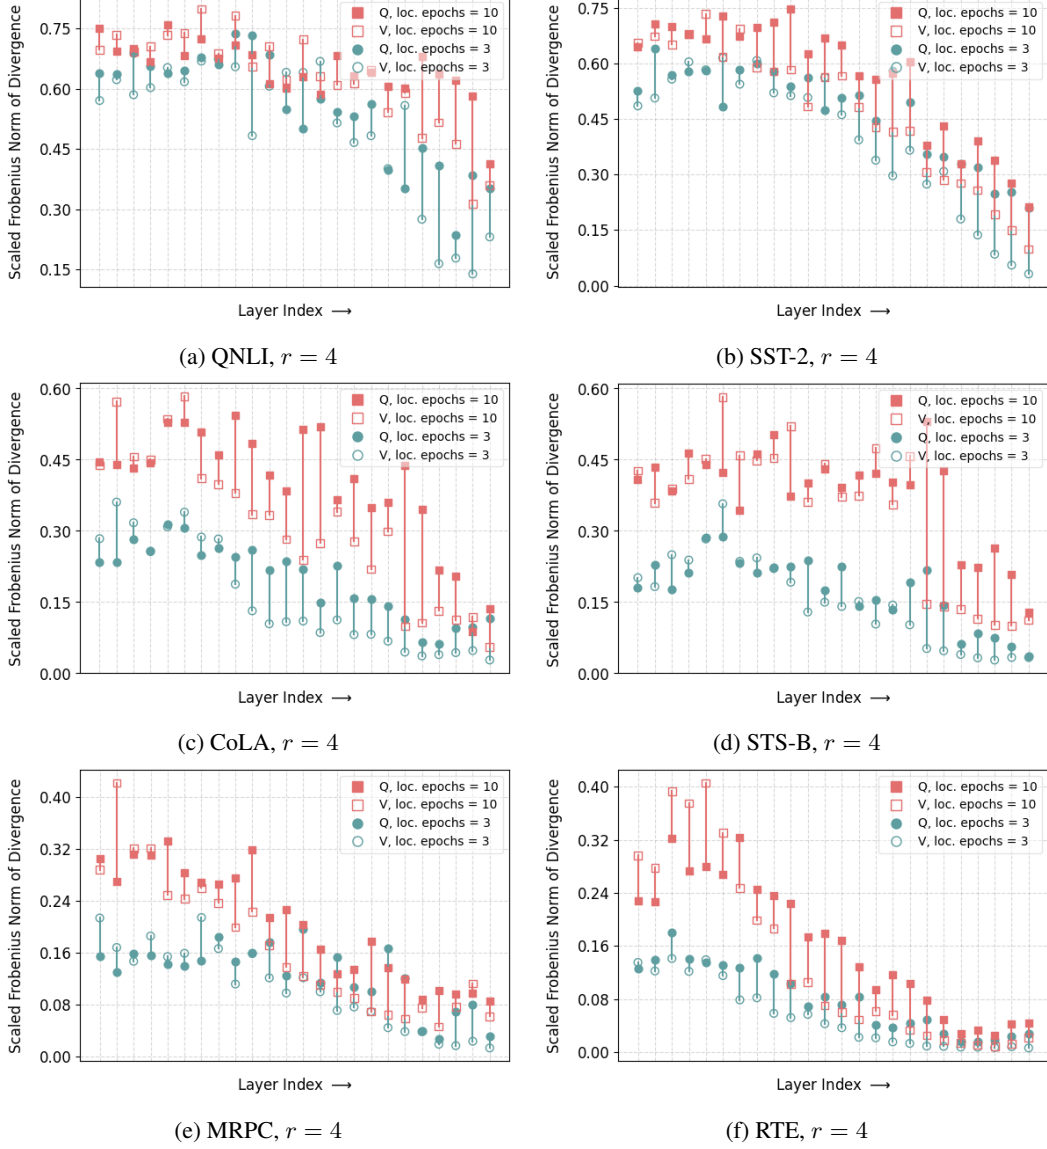 Scaled Frobenius Norm of Divergence
0.75
0.60
0.45
0.30
0.15
Q, loc. epochs = 10
V, loc. epochs = 10
Q, loc. epochs = 3
V, loc. epochs = 3
Layer Index ⟶
(a) QNLI, r = 4
Scaled Frobenius Norm of Divergence
0.75
0.60
0.45
0.30
0.15
0.00
Q, loc. epochs = 10
V, loc. epochs = 10
Q, loc. epochs = 3
V, loc. epochs = 3
Layer Index ⟶
(b) SST-2, r = 4
Scaled Frobenius Norm of Divergence
0.60
0.45
0.30
0.15
0.00
Q, loc. epochs = 10
V, loc. epochs = 10
Q, loc. epochs = 3
V, loc. epochs = 3
Layer Index ⟶
(c) CoLA, r = 4
Scaled Frobenius Norm of Divergence
0.60
0.45
0.30
0.15
0.00
Q, loc. epochs = 10
V, loc. epochs = 10
Q, loc. epochs = 3
V, loc. epochs = 3
Layer Index ⟶
(d) STS-B, r = 4
Scaled Frobenius Norm of Divergence
0.40
0.32
0.24
0.16
0.08
0.00
Q, loc. epochs = 10
V, loc. epochs = 10
Q, loc. epochs = 3
V, loc. epochs = 3
Layer Index ⟶
(e) MRPC, r = 4
Scaled Frobenius Norm of Divergence
0.40
0.32
0.24
0.16
0.08
0.00
Q, loc. epochs = 10
V, loc. epochs = 10
Q, loc. epochs = 3
V, loc. epochs = 3
Layer Index ⟶
(f) RTE, r = 4